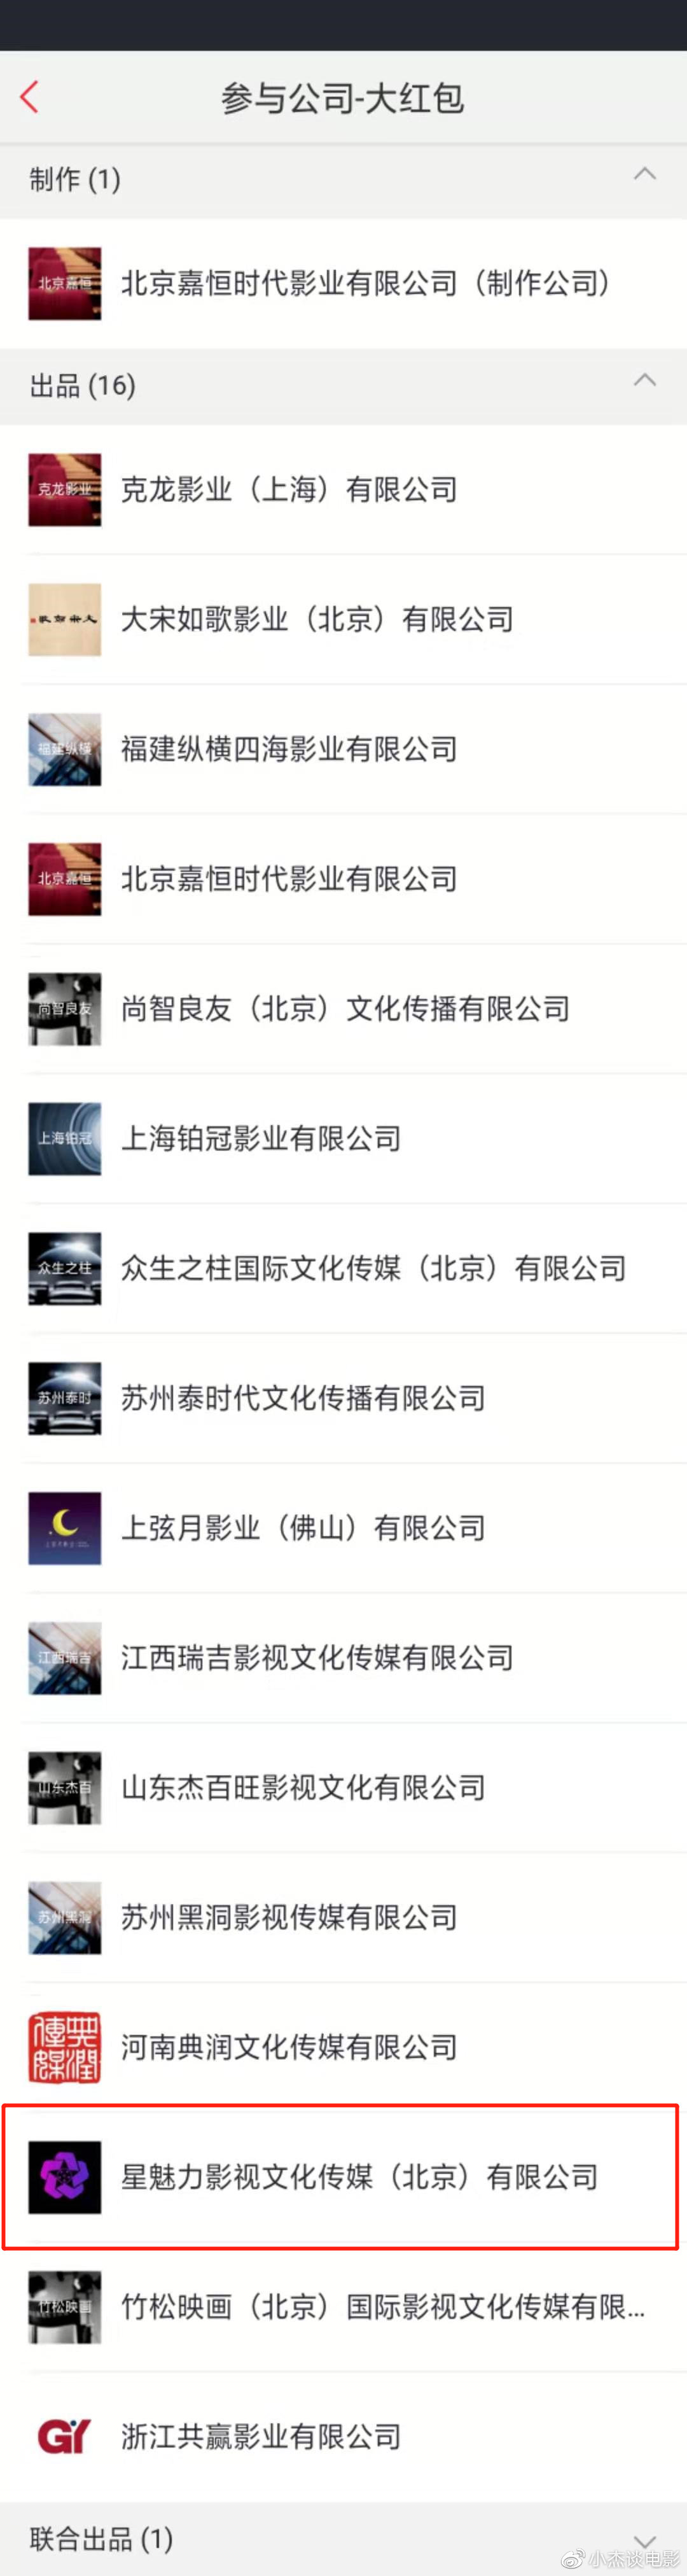 参与公司-大红包
制作 (1)
北京嘉恒
北京嘉恒时代影业有限公司（制作公司）
出品 (16)
克龙影业
克龙影业（上海）有限公司
大宋如歌
大宋如歌影业（北京）有限公司
福建纵横
福建纵横四海影业有限公司
北京嘉恒
北京嘉恒时代影业有限公司
尚智良友
尚智良友（北京）文化传播有限公司
上海铂冠
上海铂冠影业有限公司
众生之柱
众生之柱国际文化传媒（北京）有限公司
苏州泰时
苏州泰时代文化传播有限公司
上弦月影业（佛山）有限公司
江西瑞吉
江西瑞吉影视文化传媒有限公司
山东杰百
山东杰百旺影视文化有限公司
苏州黑洞
苏州黑洞影视传媒有限公司
典潤傳媒
河南典润文化传媒有限公司
星魅力影视文化传媒（北京）有限公司
竹松映画
竹松映画（北京）国际影视文化传媒有限...
GY
浙江共赢影业有限公司
联合出品 (1)
小杰谈电影